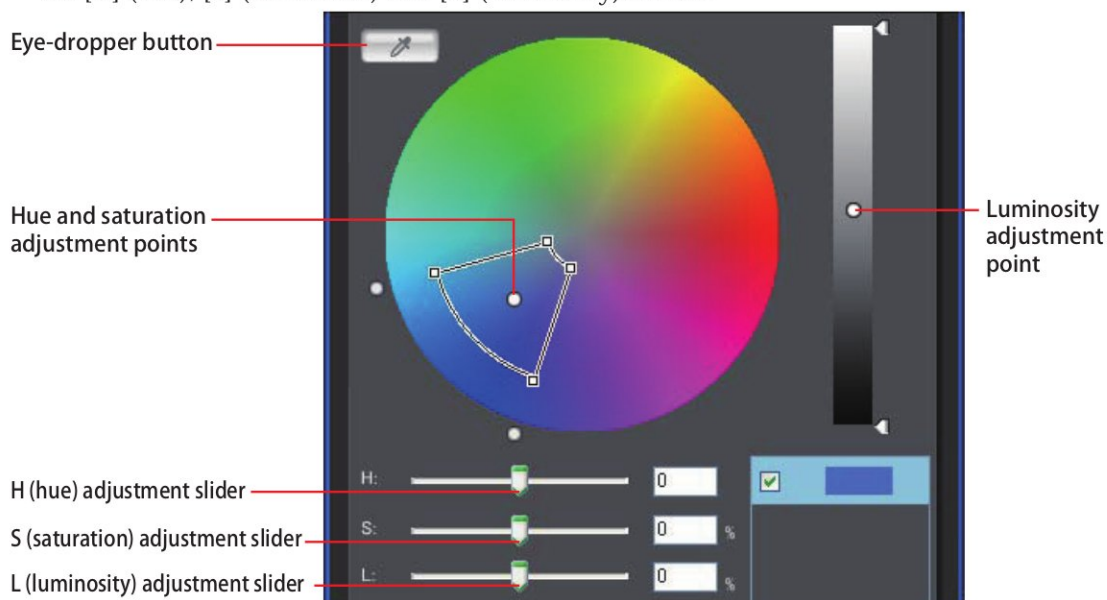 Eye-dropper button
Hue and saturation
adjustment points
Luminosity
adjustment
point
H (hue) adjustment slider
H:
0
S (saturation) adjustment slider
S:
0
%
L (luminosity) adjustment slider
L:
0
%